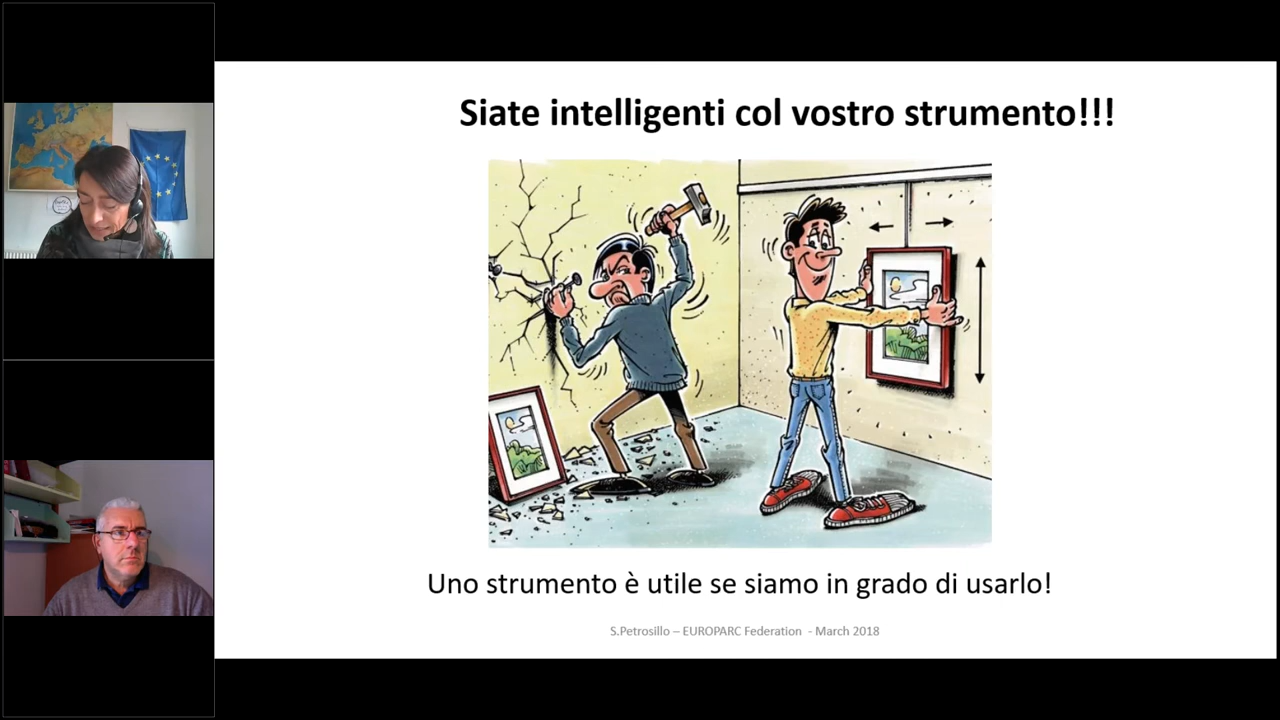 Siate intelligenti col vostro strumento!!!
Uno strumento è utile se siamo in grado di usarlo!
S.Petrosillo – EUROPARC Federation - March 2018